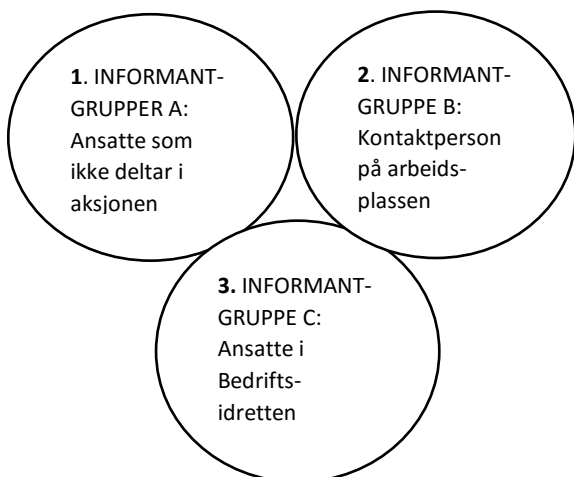 1. INFORMANT-
GRUPPER A:
Ansatte som
ikke deltar i
aksjonen
2. INFORMANT-
GRUPPE B:
Kontaktperson
på arbeids-
plassen
3. INFORMANT-
GRUPPE C:
Ansatte i
Bedrifts-
idretten